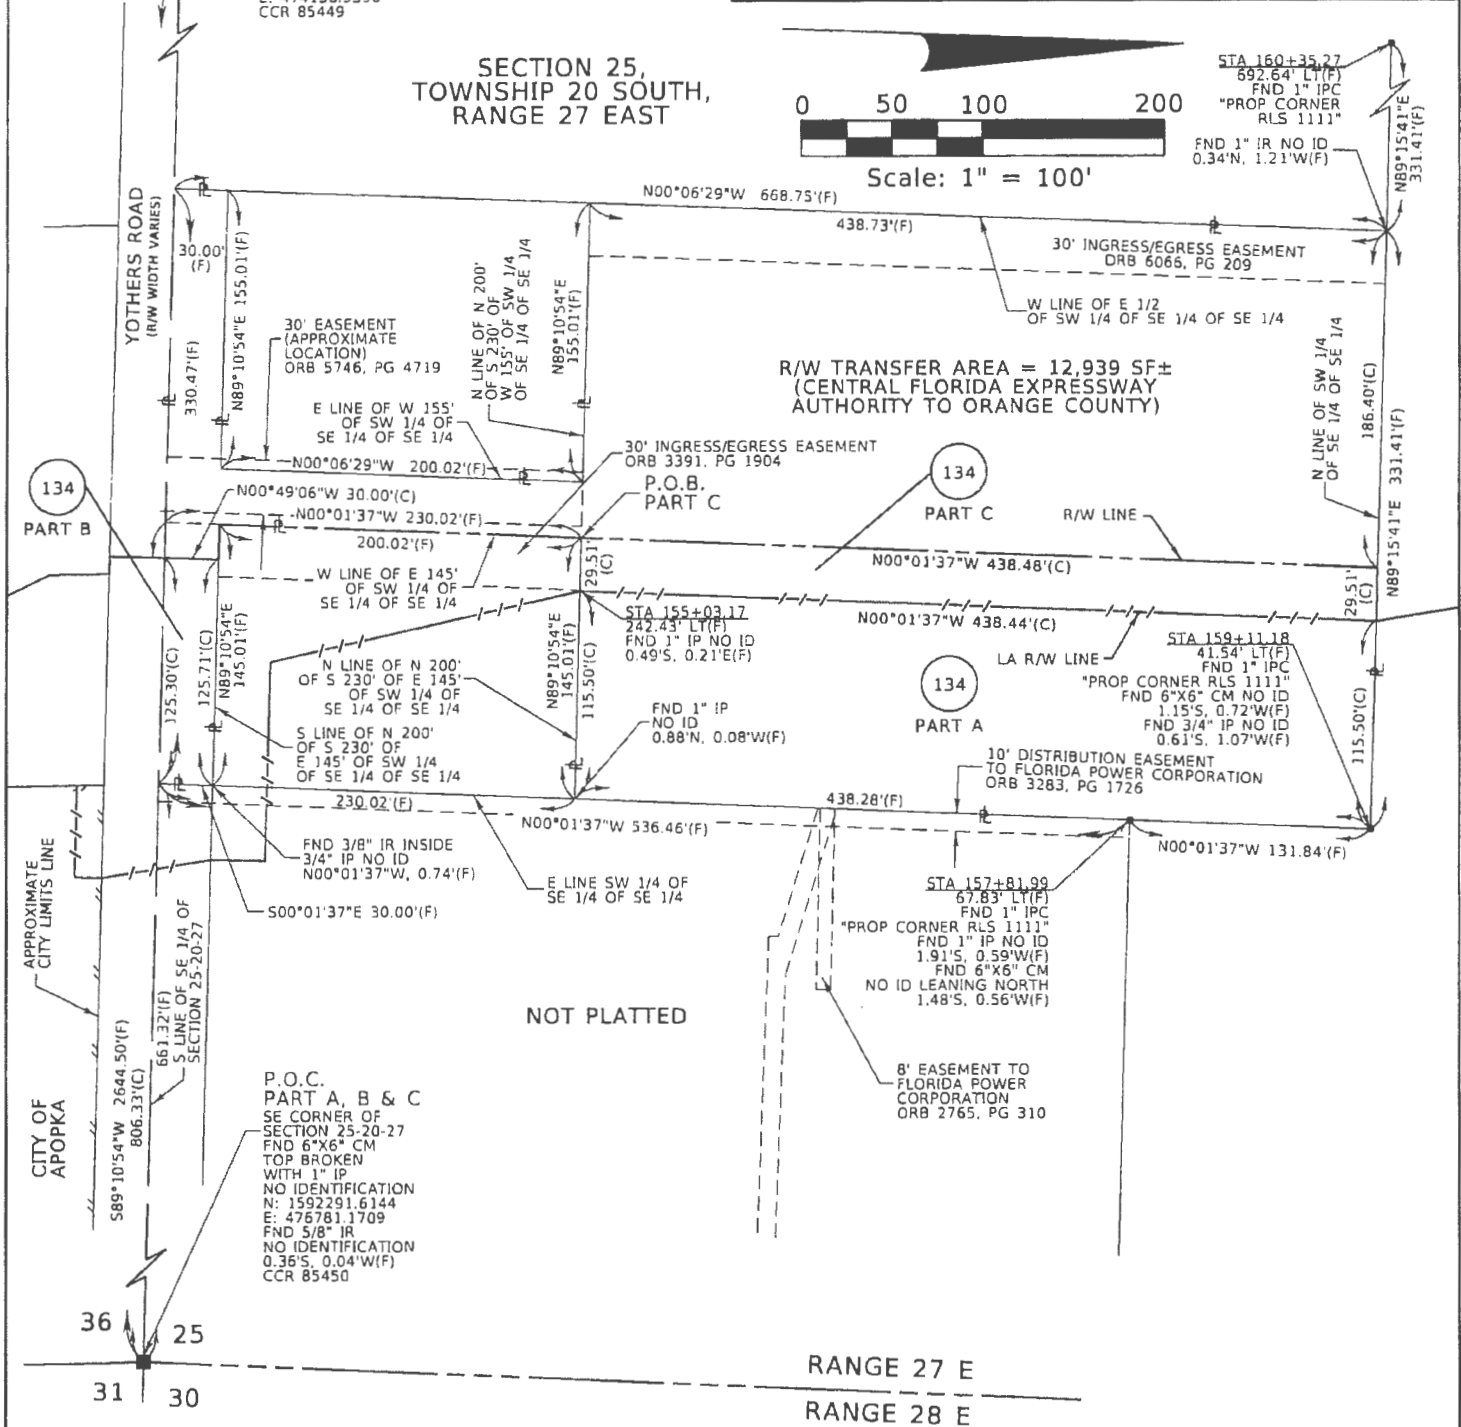 CCR 85449
SECTION 25,
TOWNSHIP 20 SOUTH,
RANGE 27 EAST
0 50 100 200
Scale: 1" = 100'
STA 160+35.27
692.64' LT(F)
FND 1" IPC
"PROP CORNER
RLS 1111"
FND 1" IR NO ID
0.34'N, 1.21'W(F)
N89°15'41"E
331.41'(F)
YOTHERS ROAD
(R/W WIDTH VARIES)
30.00'
(F)
N89°10'54"E 155.01'(F)
330.47'(F)
N00°06'29"W 668.75'(F)
438.73'(F)
30' INGRESS/EGRESS EASEMENT
ORB 6066, PG 209
W LINE OF E 1/2
OF SW 1/4 OF SE 1/4 OF SE 1/4
N LINE OF N 200'
OF S 230' OF
W 155' OF SW 1/4
OF SE 1/4 OF SE 1/4
N89°10'54"E
155.01'(F)
30' EASEMENT
(APPROXIMATE
LOCATION)
ORB 5746, PG 4719
E LINE OF W 155'
OF SW 1/4 OF
SE 1/4 OF SE 1/4
R/W TRANSFER AREA = 12,939 SF±
(CENTRAL FLORIDA EXPRESSWAY
AUTHORITY TO ORANGE COUNTY)
N LINE OF SW 1/4
OF SE 1/4 OF SE 1/4
186.40'(C)
N89°15'41"E 331.41'(F)
N00°06'29"W 200.02'(F)
30' INGRESS/EGRESS EASEMENT
ORB 3391, PG 1904
P.O.B.
PART C
134
PART C
R/W LINE
134
PART B
N00°49'06"W 30.00'(C)
N00°01'37"W 230.02'(F)
200.02'(F)
N00°01'37"W 438.48'(C)
29.51'
(C)
29.51'
(C)
W LINE OF E 145'
OF SW 1/4 OF
SE 1/4 OF SE 1/4
STA 155+03.17
242.43' LT(F)
FND 1" IP NO ID
0.49'S, 0.21'E(F)
N00°01'37"W 438.44'(C)
LA R/W LINE
STA 159+11.18
41.54' LT(F)
FND 1" IPC
"PROP CORNER RLS 1111"
FND 6"X6" CM NO ID
1.15'S, 0.72'W(F)
FND 3/4" IP NO ID
0.61'S, 1.07'W(F)
115.50'(C)
125.30'(C)
125.71'(C)
N89°10'54"E
145.01'(F)
N LINE OF N 200'
OF S 230' OF E 145'
OF SW 1/4 OF
SE 1/4 OF SE 1/4
N89°10'54"E
145.01'(F)
115.50'(C)
134
PART A
FND 1" IP
NO ID
0.88'N, 0.08'W(F)
S LINE OF N 200'
OF S 230' OF
E 145' OF SW 1/4
OF SE 1/4 OF SE 1/4
10' DISTRIBUTION EASEMENT
TO FLORIDA POWER CORPORATION
ORB 3283, PG 1726
230.02'(F)
438.28'(F)
N00°01'37"W 536.46'(F)
N00°01'37"W 131.84'(F)
FND 3/8" IR INSIDE
3/4" IP NO ID
N00°01'37"W, 0.74'(F)
E LINE SW 1/4 OF
SE 1/4 OF SE 1/4
S00°01'37"E 30.00'(F)
STA 157+81.99
67.83' LT(F)
FND 1" IPC
"PROP CORNER RLS 1111"
FND 1" IP NO ID
1.91'S, 0.59'W(F)
FND 6"X6" CM
NO ID LEANING NORTH
1.48'S, 0.56'W(F)
APPROXIMATE
CITY LIMITS LINE
661.32'(F)
S LINE OF SE 1/4 OF
SECTION 25-20-27
NOT PLATTED
S89°10'54"W 2644.50'(F)
806.33'(C)
CITY OF
APOPKA
8' EASEMENT TO
FLORIDA POWER
CORPORATION
ORB 2765, PG 310
P.O.C.
PART A, B & C
SE CORNER OF
SECTION 25-20-27
FND 6"X6" CM
TOP BROKEN
WITH 1" IP
NO IDENTIFICATION
N: 1592291.6144
E: 476781.1709
FND 5/8" IR
NO IDENTIFICATION
0.36'S, 0.04'W(F)
CCR 85450
36 25
31 30
RANGE 27 E
RANGE 28 E